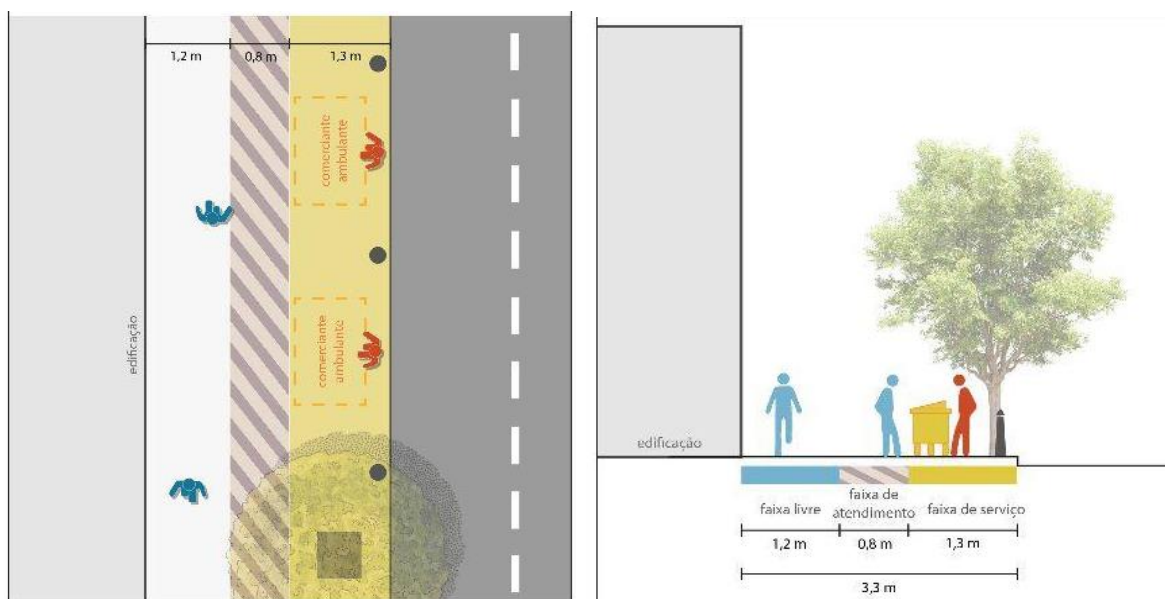 1,2 m
0,8 m
1,3 m
comerciante
ambulante
comerciante
ambulante
edificação
edificação
faixa livre
faixa de
atendimento
faixa de serviço
1,2 m
0,8 m
1,3 m
3,3 m